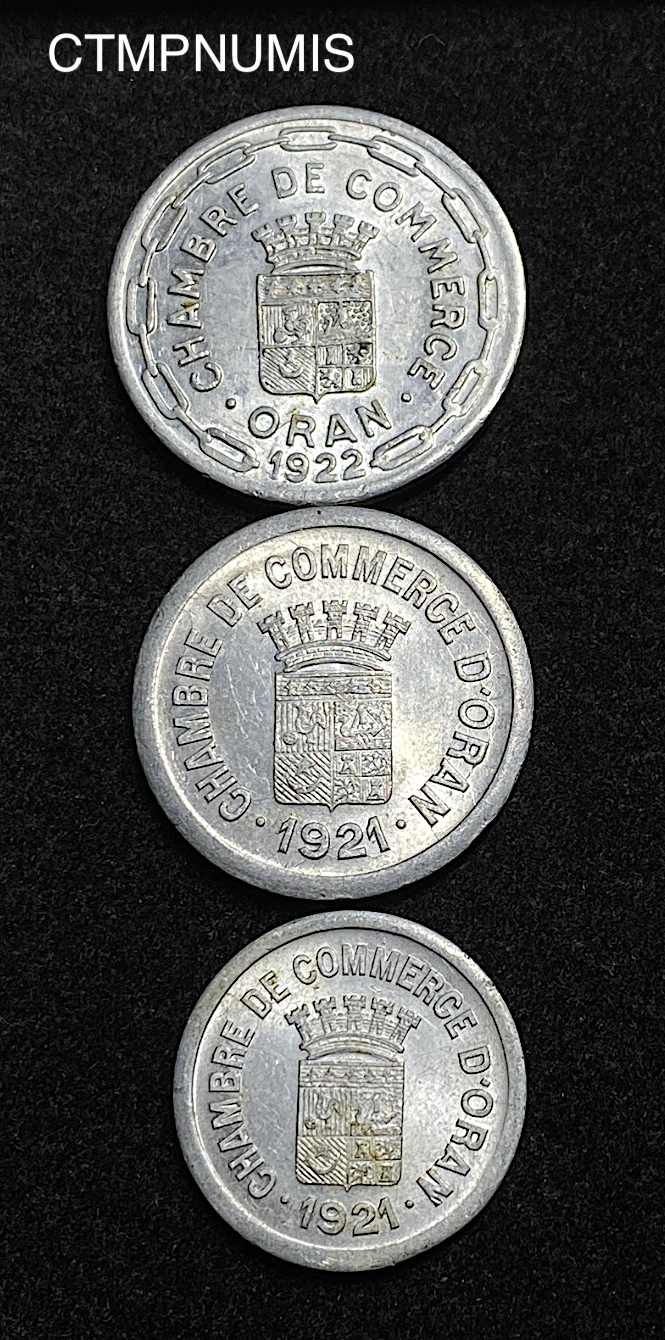 CTMPNUMIS
CHAMBRE DE COMMERCE
· ORAN ·
1922
CHAMBRE DE COMMERCE D'ORAN
· 1921 ·
CHAMBRE DE COMMERCE D'ORAN
· 1921 ·